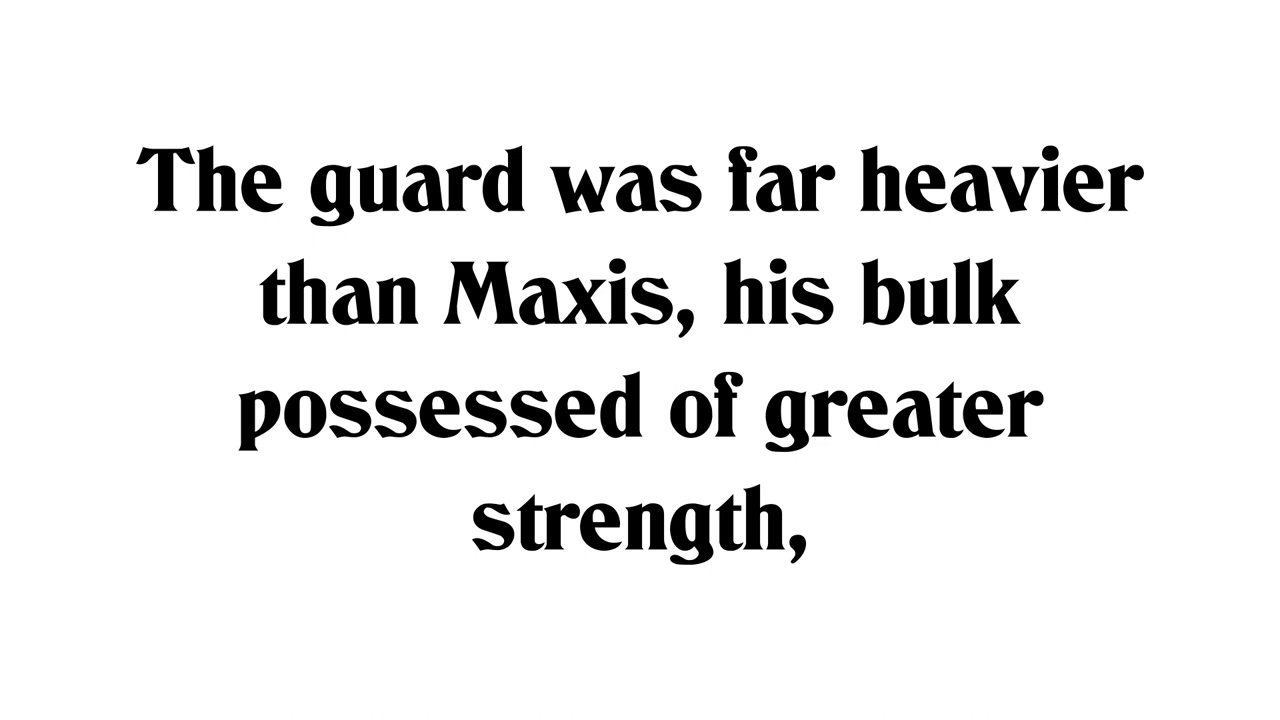 The guard was far heavier
than Maxis, his bulk
possessed of greater
strength,